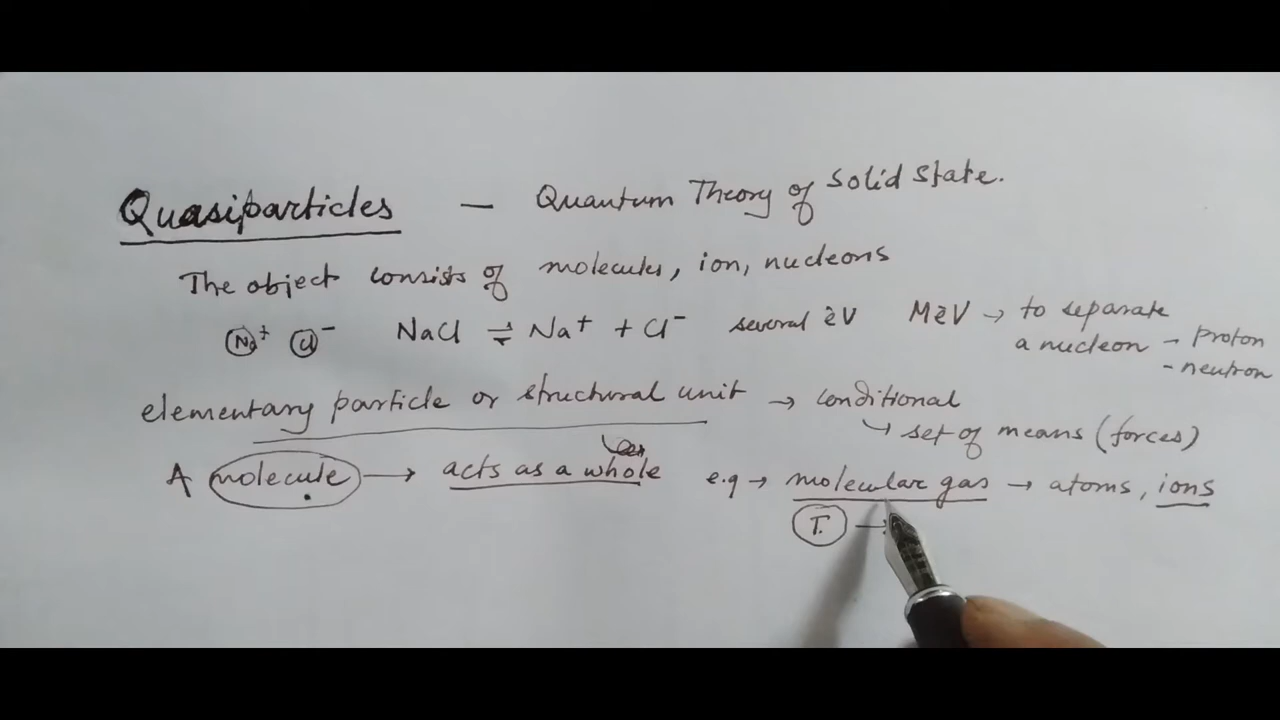 Quasiparticles — Quantum Theory of Solid State.
The object consists of molecules, ion, nucleons
Na+ Cl- NaCl ⇌ Na+ + Cl- several eV MeV → to separate
a nucleon - proton
- neutron
elementary particle or structural unit → conditional
↳ set of means (forces)
A molecule → acts as a whole e.g → molecular gas → atoms, ions
T. →